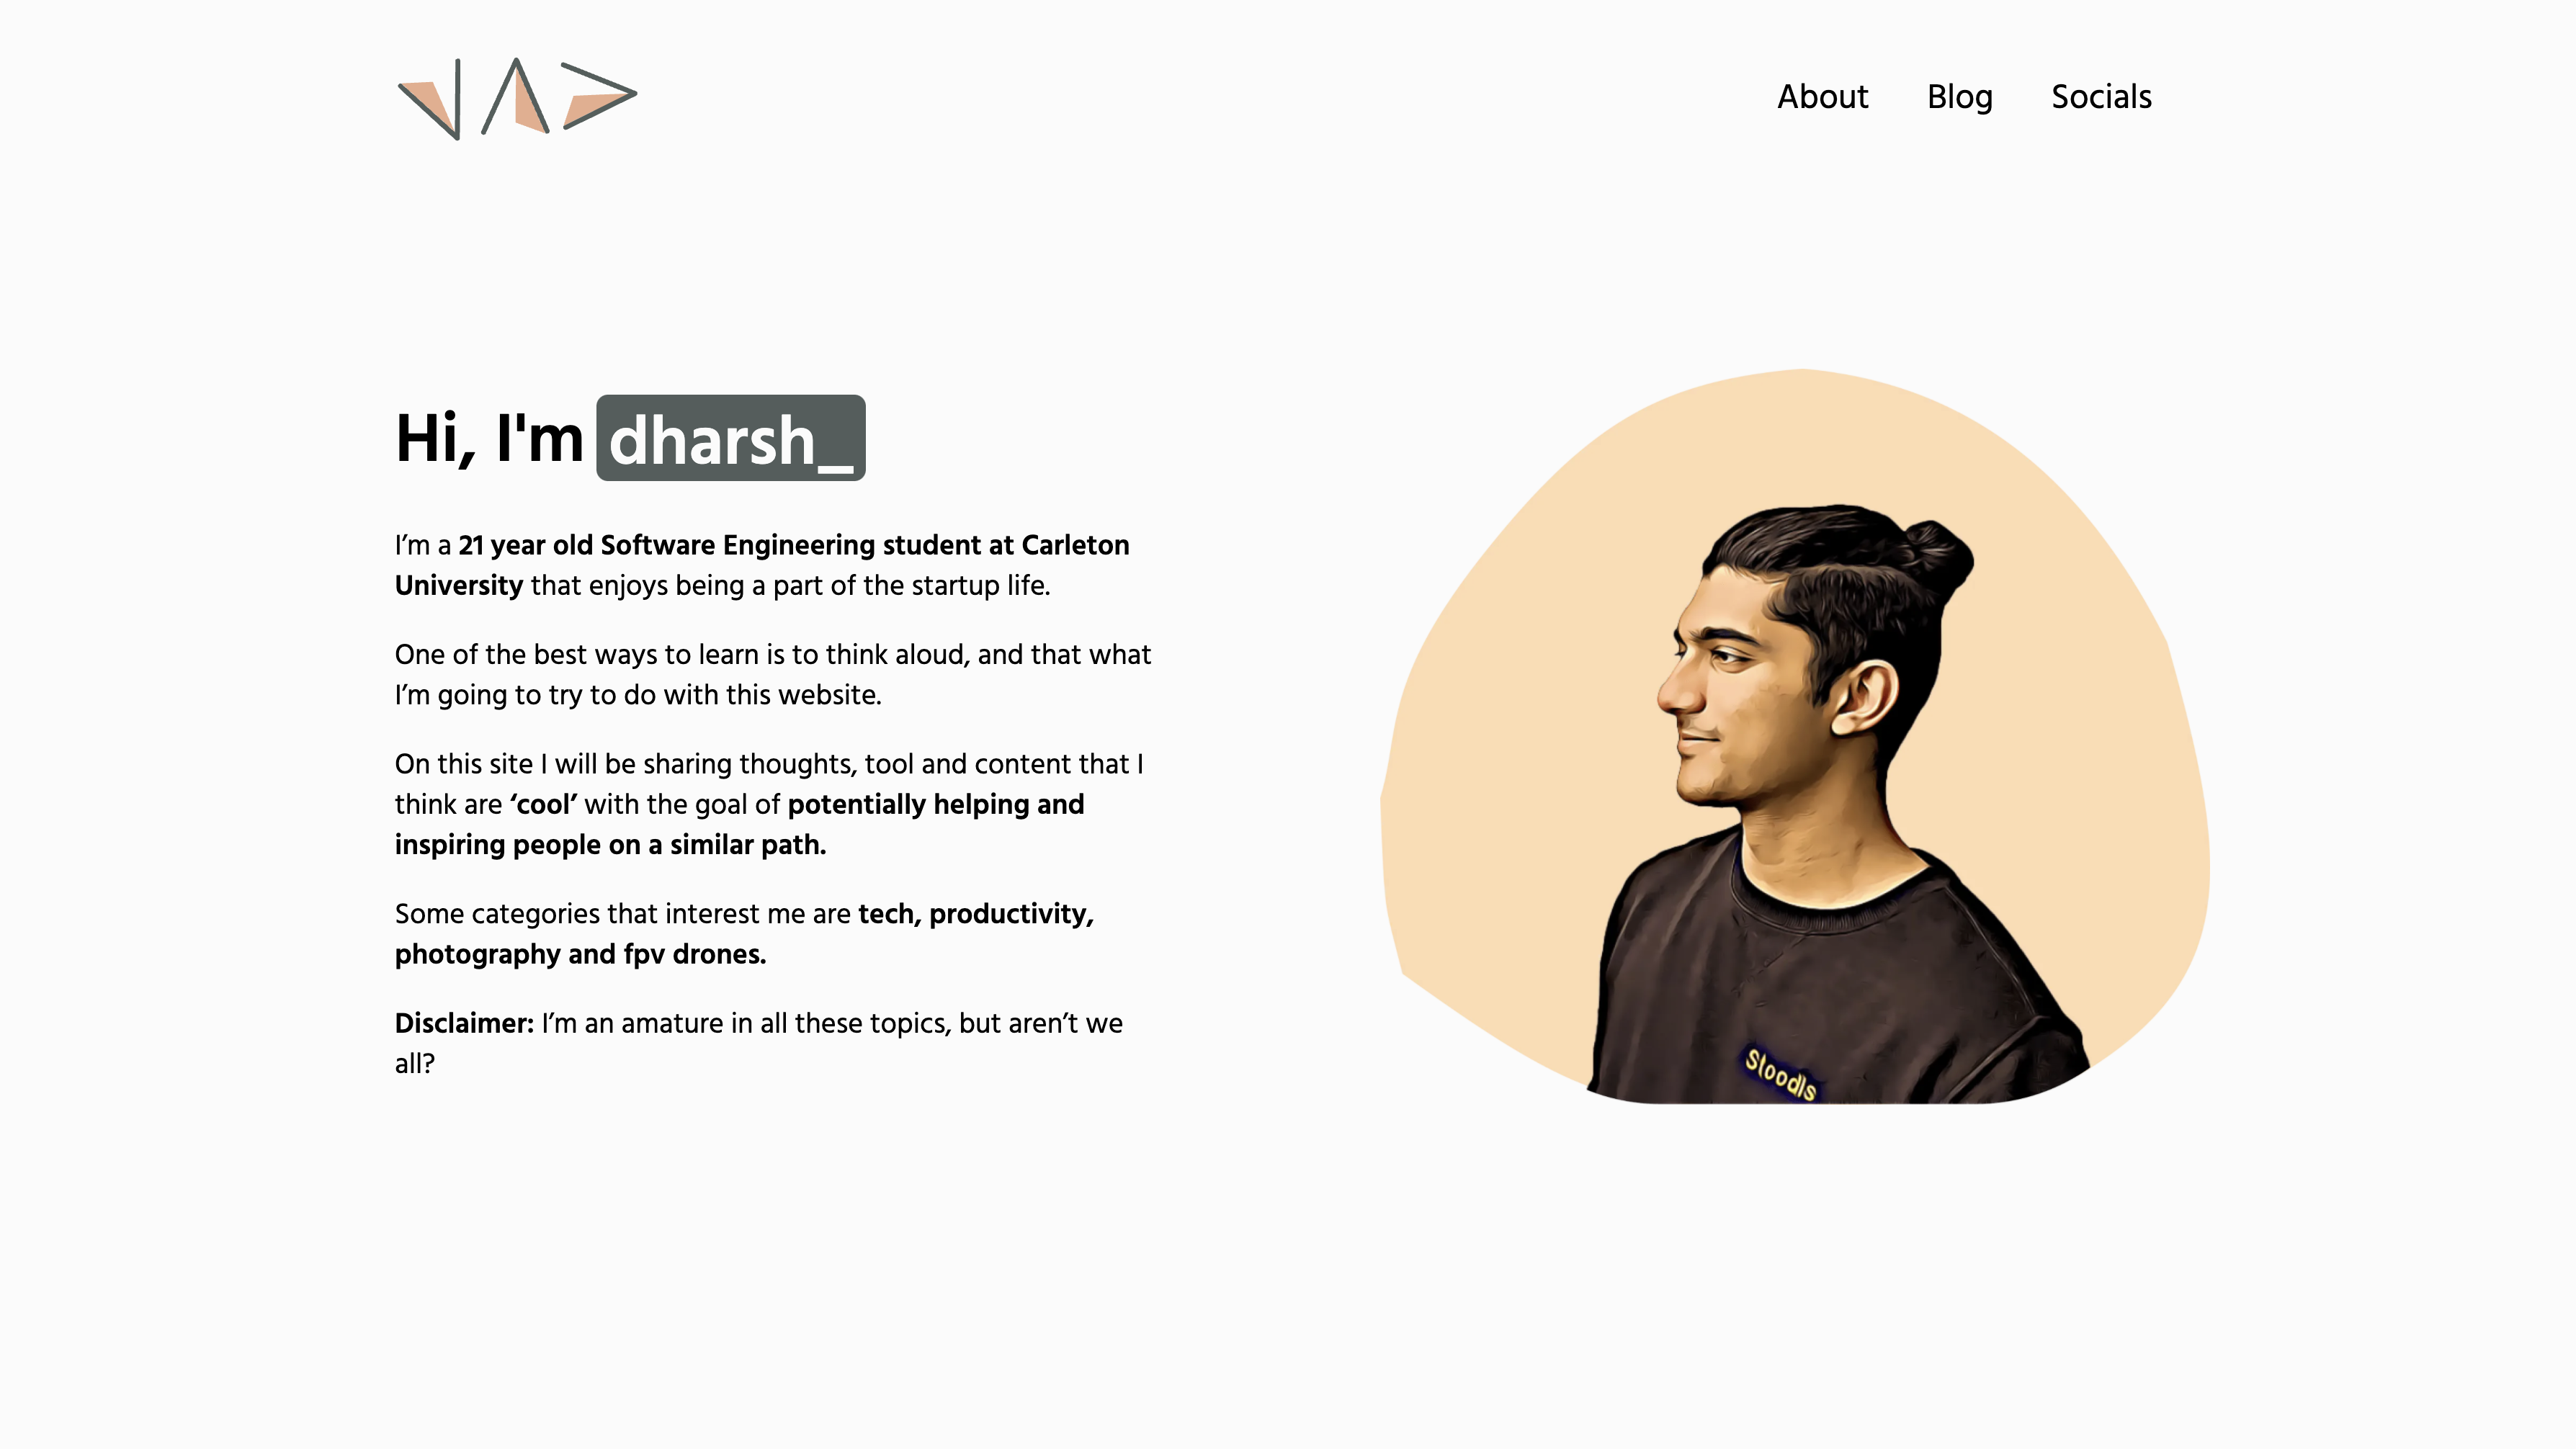 About Blog Socials
Hi, I'm dharsh_
I’m a 21 year old Software Engineering student at Carleton
University that enjoys being a part of the startup life.
One of the best ways to learn is to think aloud, and that what
I’m going to try to do with this website.
On this site I will be sharing thoughts, tool and content that I
think are ‘cool’ with the goal of potentially helping and
inspiring people on a similar path.
Some categories that interest me are tech, productivity,
photography and fpv drones.
Disclaimer: I’m an amature in all these topics, but aren’t we
all?
Stoodls